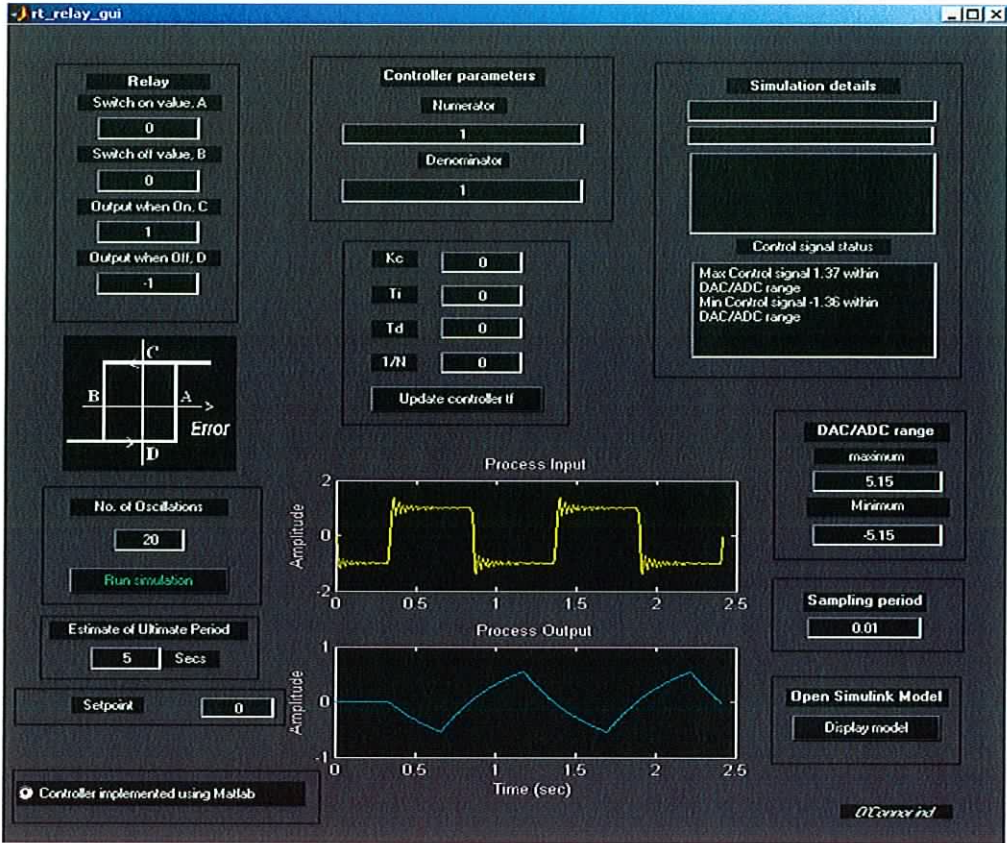 rt_relay_gui
Relay
Switch on value, A
0
Switch off value, B
0
Output when On, C
1
Output when Off, D
-1
C
B
A
Error
D
No. of Oscillations
20
Run simulation
Estimate of Ultimate Period
5 Secs
Setpoint 0
Controller implemented using Matlab
Controller parameters
Numerator
1
Denominator
1
Kc 0
Ti 0
Td 0
1/N 0
Update controller tf
Process Input
Amplitude
2
0
-2
0 0.5 1 1.5 2 2.5
Process Output
Amplitude
1
0
-1
0 0.5 1 1.5 2 2.5
Time (sec)
Simulation details
Control signal status
Max Control signal 1.37 within
DAC/ADC range
Min Control signal -1.36 within
DAC/ADC range
DAC/ADC range
maximum
5.15
Minimum
-5.15
Sampling period
0.01
Open Simulink Model
Display model
O'Connor ind